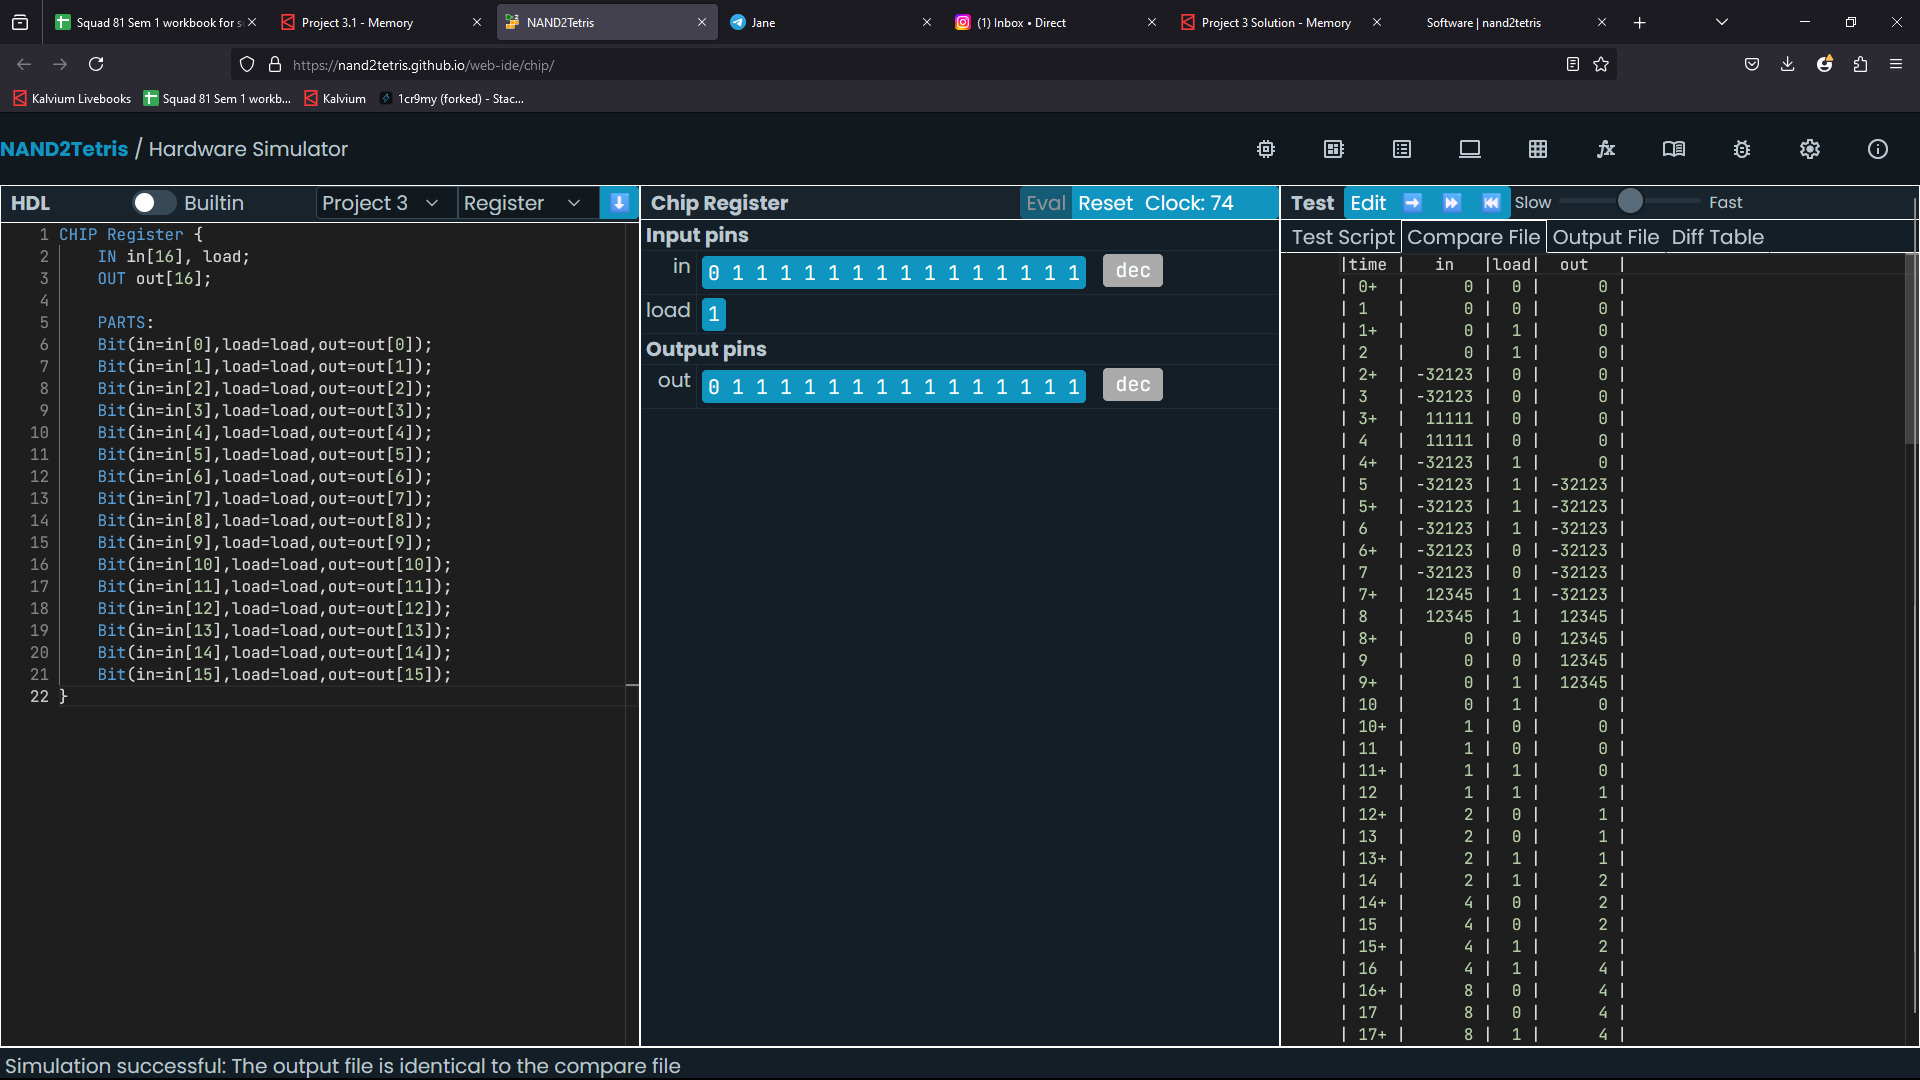 Squad 81 Sem 1 workbook for s
Project 3.1 - Memory
NAND2Tetris
Jane
(1) Inbox • Direct
Project 3 Solution - Memory
Software | nand2tetris
https://nand2tetris.github.io/web-ide/chip/
Kalvium Livebooks
Squad 81 Sem 1 workb...
Kalvium
1cr9my (forked) - Stac...
NAND2Tetris / Hardware Simulator
HDL Builtin Project 3 Register
1 CHIP Register {
2 IN in[16], load;
3 OUT out[16];
4
5 PARTS:
6 Bit(in=in[0],load=load,out=out[0]);
7 Bit(in=in[1],load=load,out=out[1]);
8 Bit(in=in[2],load=load,out=out[2]);
9 Bit(in=in[3],load=load,out=out[3]);
10 Bit(in=in[4],load=load,out=out[4]);
11 Bit(in=in[5],load=load,out=out[5]);
12 Bit(in=in[6],load=load,out=out[6]);
13 Bit(in=in[7],load=load,out=out[7]);
14 Bit(in=in[8],load=load,out=out[8]);
15 Bit(in=in[9],load=load,out=out[9]);
16 Bit(in=in[10],load=load,out=out[10]);
17 Bit(in=in[11],load=load,out=out[11]);
18 Bit(in=in[12],load=load,out=out[12]);
19 Bit(in=in[13],load=load,out=out[13]);
20 Bit(in=in[14],load=load,out=out[14]);
21 Bit(in=in[15],load=load,out=out[15]);
22 }
Chip Register Eval Reset Clock: 74
Input pins
in 0 1 1 1 1 1 1 1 1 1 1 1 1 1 1 1 dec
load 1
Output pins
out 0 1 1 1 1 1 1 1 1 1 1 1 1 1 1 1 dec
Test Edit Slow Fast
Test Script Compare File Output File Diff Table
|time | in |load| out |
| 0+ | 0 | 0 | 0 |
| 1 | 0 | 0 | 0 |
| 1+ | 0 | 1 | 0 |
| 2 | 0 | 1 | 0 |
| 2+ | -32123 | 0 | 0 |
| 3 | -32123 | 0 | 0 |
| 3+ | 11111 | 0 | 0 |
| 4 | 11111 | 0 | 0 |
| 4+ | -32123 | 1 | 0 |
| 5 | -32123 | 1 | -32123 |
| 5+ | -32123 | 1 | -32123 |
| 6 | -32123 | 1 | -32123 |
| 6+ | -32123 | 0 | -32123 |
| 7 | -32123 | 0 | -32123 |
| 7+ | 12345 | 1 | -32123 |
| 8 | 12345 | 1 | 12345 |
| 8+ | 0 | 0 | 12345 |
| 9 | 0 | 0 | 12345 |
| 9+ | 0 | 1 | 12345 |
| 10 | 0 | 1 | 0 |
| 10+ | 1 | 0 | 0 |
| 11 | 1 | 0 | 0 |
| 11+ | 1 | 1 | 0 |
| 12 | 1 | 1 | 1 |
| 12+ | 2 | 0 | 1 |
| 13 | 2 | 0 | 1 |
| 13+ | 2 | 1 | 1 |
| 14 | 2 | 1 | 2 |
| 14+ | 4 | 0 | 2 |
| 15 | 4 | 0 | 2 |
| 15+ | 4 | 1 | 2 |
| 16 | 4 | 1 | 4 |
| 16+ | 8 | 0 | 4 |
| 17 | 8 | 0 | 4 |
| 17+ | 8 | 1 | 4 |
Simulation successful: The output file is identical to the compare file